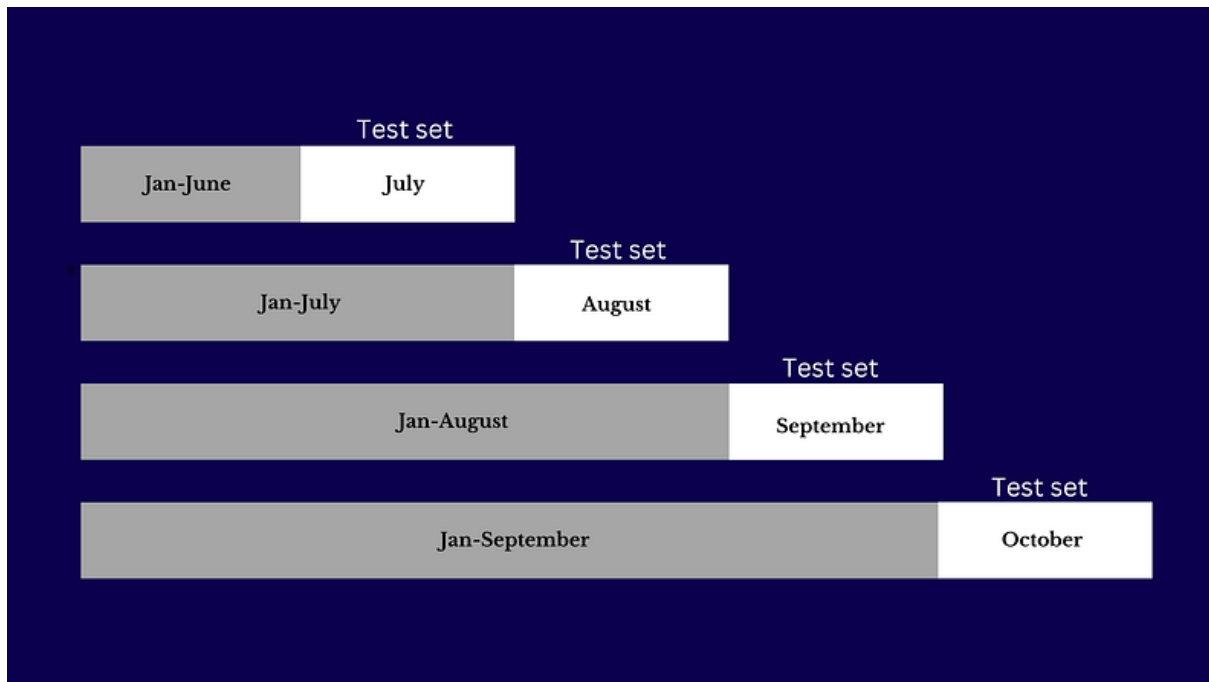 Test set
Jan-June
July
Test set
Jan-July
August
Test set
Jan-August
September
Test set
Jan-September
October